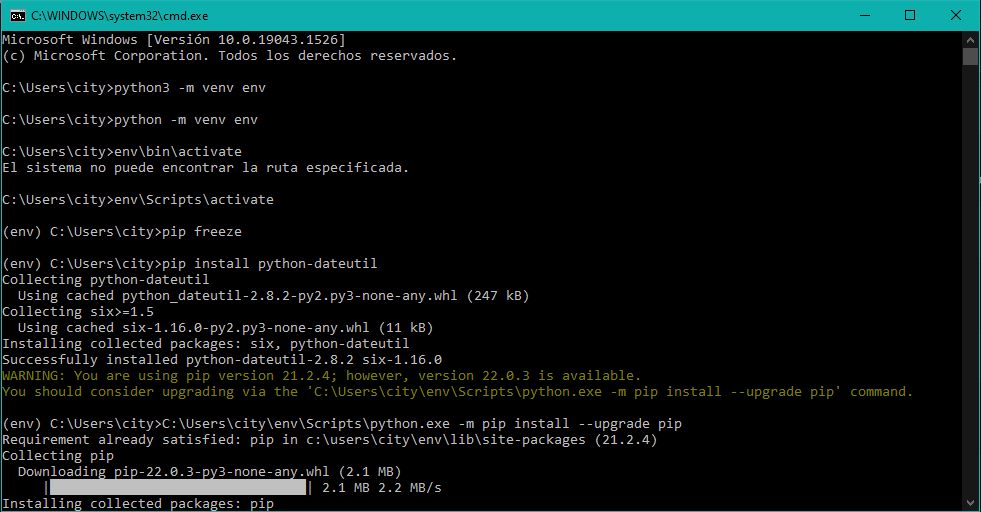 C:\WINDOWS\system32\cmd.exe
Microsoft Windows [Versión 10.0.19043.1526]
(c) Microsoft Corporation. Todos los derechos reservados.
C:\Users\city>python3 -m venv env
C:\Users\city>python -m venv env
C:\Users\city>env\bin\activate
El sistema no puede encontrar la ruta especificada.
C:\Users\city>env\Scripts\activate
(env) C:\Users\city>pip freeze
(env) C:\Users\city>pip install python-dateutil
Collecting python-dateutil
  Using cached python_dateutil-2.8.2-py2.py3-none-any.whl (247 kB)
Collecting six>=1.5
  Using cached six-1.16.0-py2.py3-none-any.whl (11 kB)
Installing collected packages: six, python-dateutil
Successfully installed python-dateutil-2.8.2 six-1.16.0
WARNING: You are using pip version 21.2.4; however, version 22.0.3 is available.
You should consider upgrading via the 'C:\Users\city\env\Scripts\python.exe -m pip install --upgrade pip' command.
(env) C:\Users\city>C:\Users\city\env\Scripts\python.exe -m pip install --upgrade pip
Requirement already satisfied: pip in c:\users\city\env\lib\site-packages (21.2.4)
Collecting pip
  Downloading pip-22.0.3-py3-none-any.whl (2.1 MB)
     | | 2.1 MB 2.2 MB/s
Installing collected packages: pip